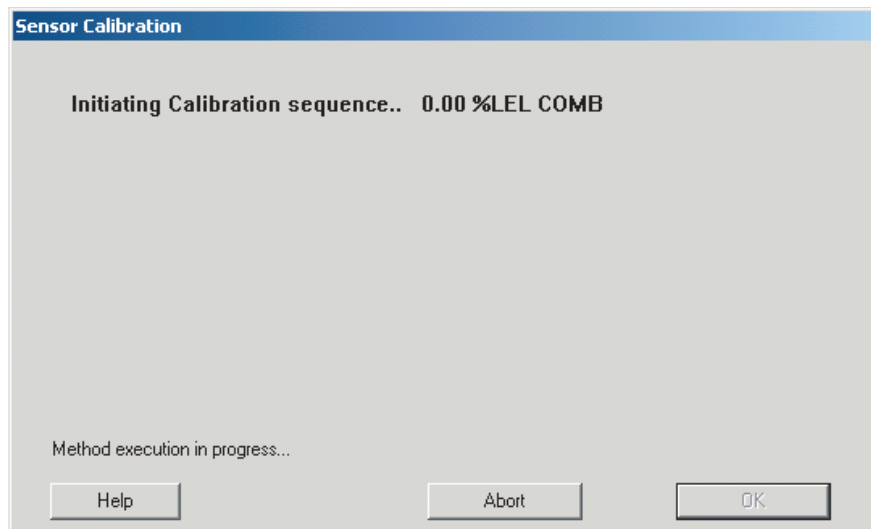 Sensor Calibration
Initiating Calibration sequence.. 0.00 %LEL COMB
Method execution in progress...
Help Abort OK